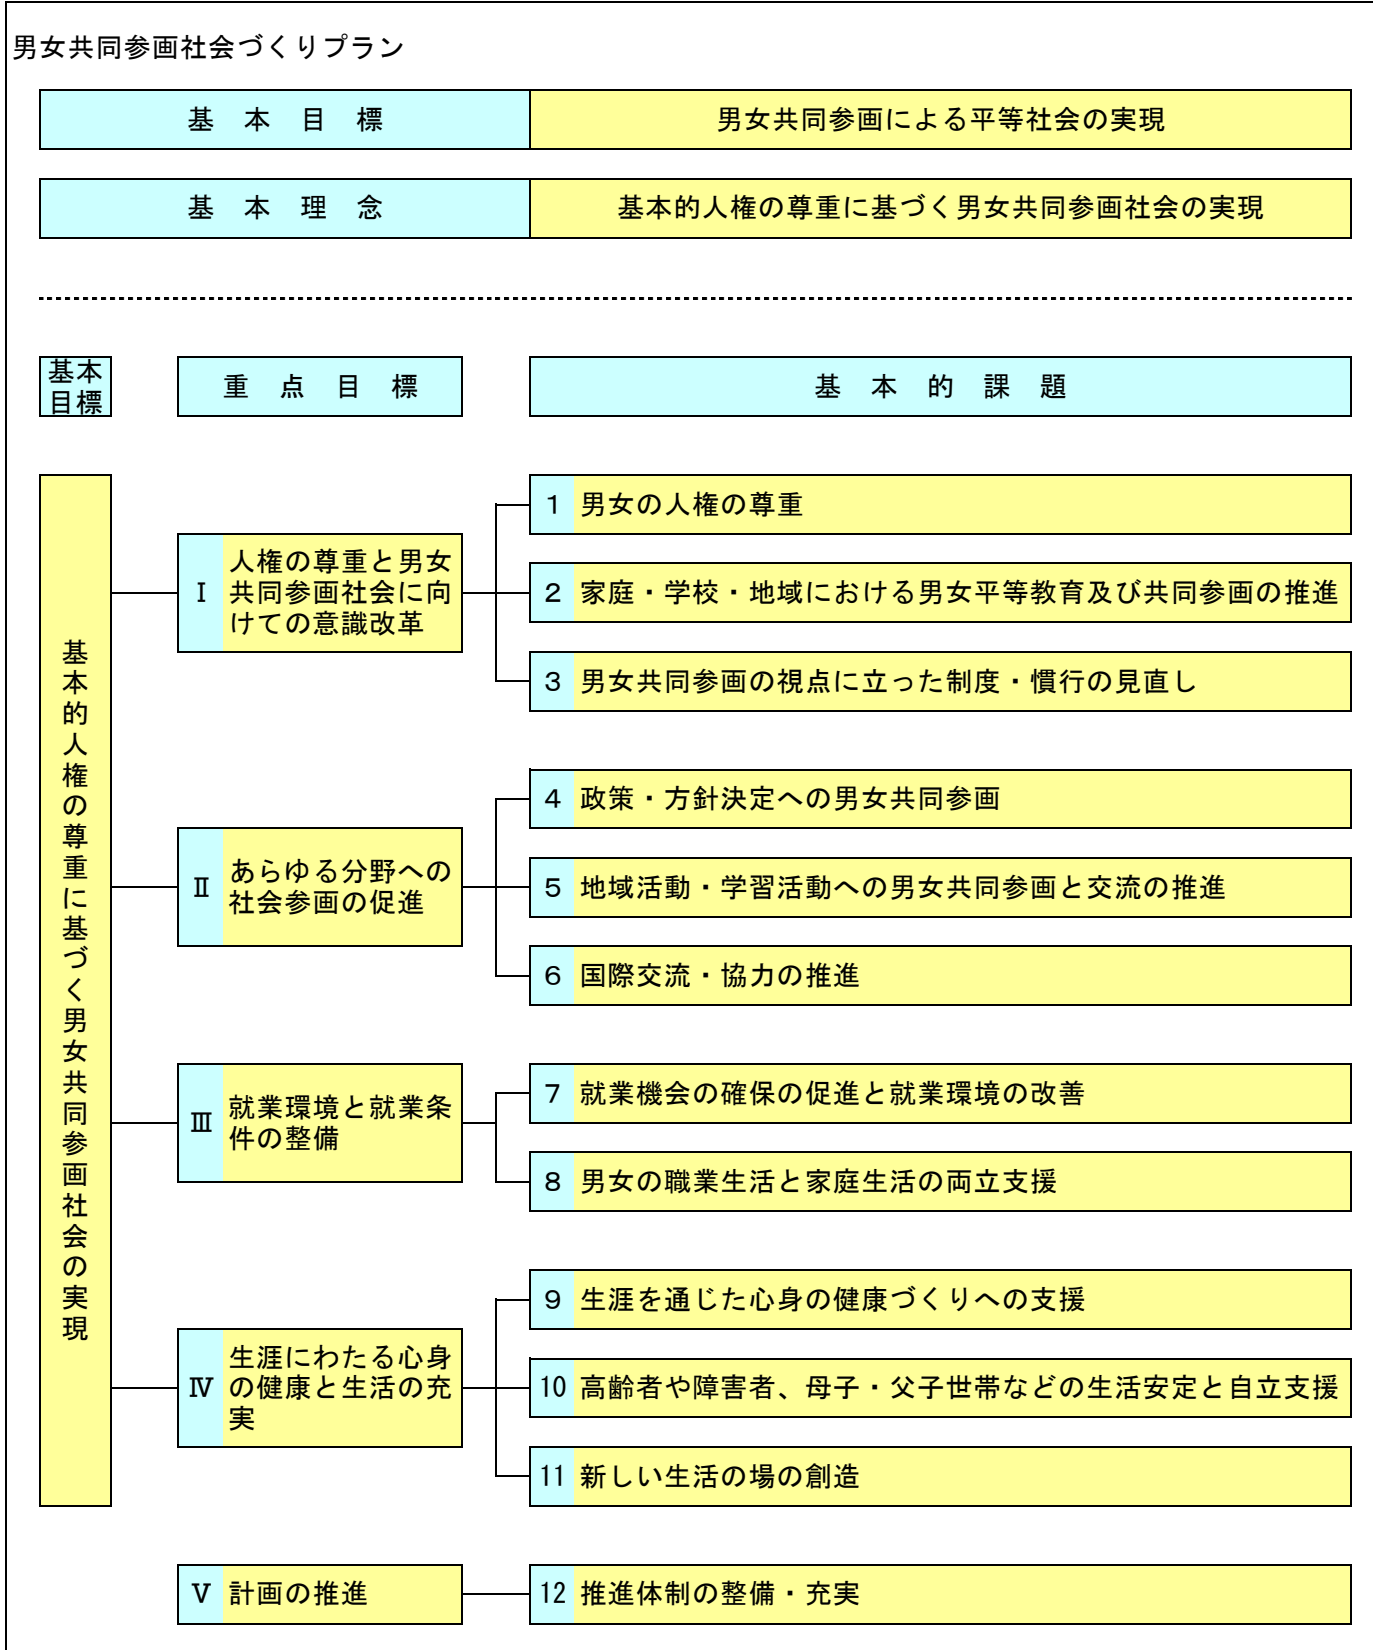 男女共同参画社会づくりプラン
基本目標
男女共同参画による平等社会の実現
基本理念
基本的人権の尊重に基づく男女共同参画社会の実現
基本
目標
重点目標
基本的課題
基本的人権の尊重に基づく男女共同参画社会の実現
Ⅰ
人権の尊重と男女
共同参画社会に向
けての意識改革
1 男女の人権の尊重
2 家庭・学校・地域における男女平等教育及び共同参画の推進
3 男女共同参画の視点に立った制度・慣行の見直し
Ⅱ
あらゆる分野への
社会参画の促進
4 政策・方針決定への男女共同参画
5 地域活動・学習活動への男女共同参画と交流の推進
6 国際交流・協力の推進
Ⅲ
就業環境と就業条
件の整備
7 就業機会の確保の促進と就業環境の改善
8 男女の職業生活と家庭生活の両立支援
Ⅳ
生涯にわたる心身
の健康と生活の充
実
9 生涯を通じた心身の健康づくりへの支援
10 高齢者や障害者、母子・父子世帯などの生活安定と自立支援
11 新しい生活の場の創造
Ⅴ 計画の推進
12 推進体制の整備・充実